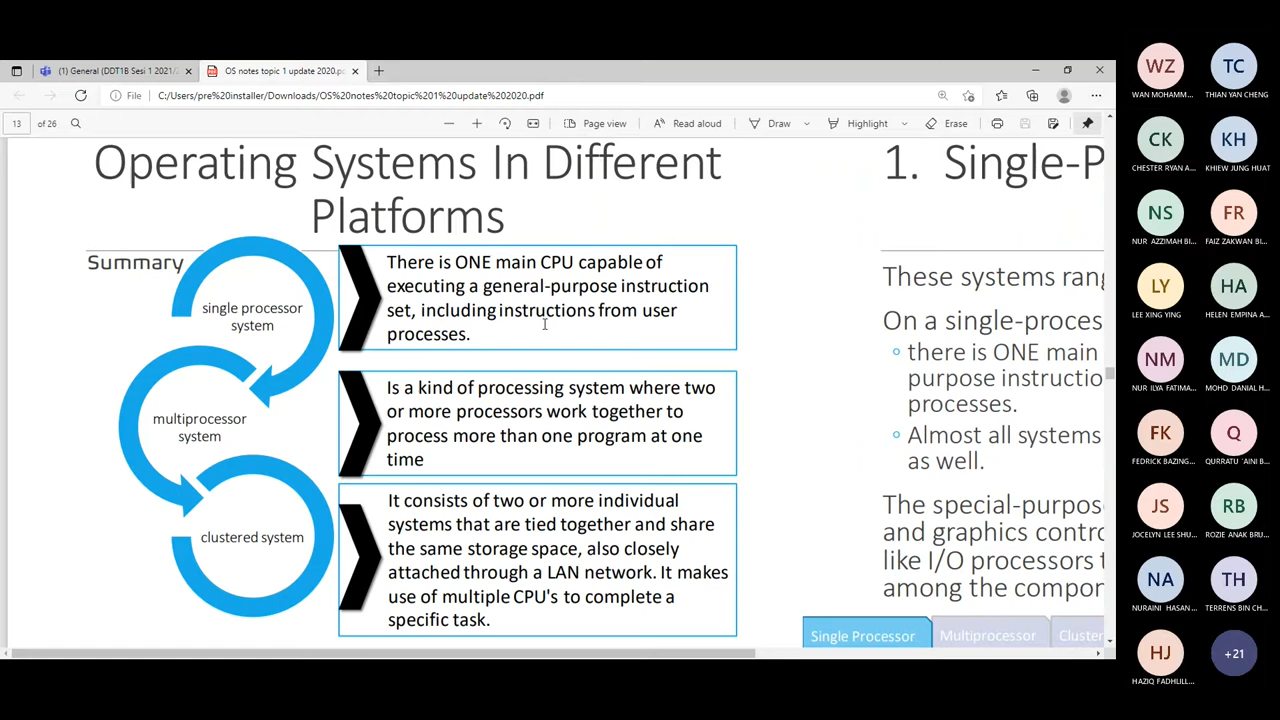 (1) General (DDT1B Sesi 1 2021/2
OS notes topic 1 update 2020.pd
File
C:/Users/pre%20installer/Downloads/OS%20notes%20topic%201%20update%202020.pdf
13
of 26
Page view
Read aloud
Draw
Highlight
Erase
Operating Systems In Different
Platforms
Summary
single processor
system
There is ONE main CPU capable of
executing a general-purpose instruction
set, including instructions from user
processes.
multiprocessor
system
Is a kind of processing system where two
or more processors work together to
process more than one program at one
time
clustered system
It consists of two or more individual
systems that are tied together and share
the same storage space, also closely
attached through a LAN network. It makes
use of multiple CPU's to complete a
specific task.
1. Single-P
These systems rang
On a single-proces
there is ONE main
purpose instructio
processes.
Almost all systems
as well.
The special-purpos
and graphics contro
like I/O processors t
among the compon
Single Processor
Multiprocessor
Cluster
WZ
WAN MOHAMM...
TC
THIAN YAN CHENG
CK
CHESTER RYAN A...
KH
KHIEW JUNG HUAT
NS
NUR AZZIMAH BI...
FR
FAIZ ZAKWAN BI...
LY
LEE XING YING
HA
HELEN EMPINA A...
NM
NUR ILYA FATIMA...
MD
MOHD DANIAL H...
FK
FEDRICK BAZING...
Q
QURRATU 'AINI B...
JS
JOCELYN LEE SHU...
RB
ROZIE ANAK BRU...
NA
NURAINI HASAN ...
TH
TERRENS BIN CH...
HJ
HAZIQ FADHLILL...
+21